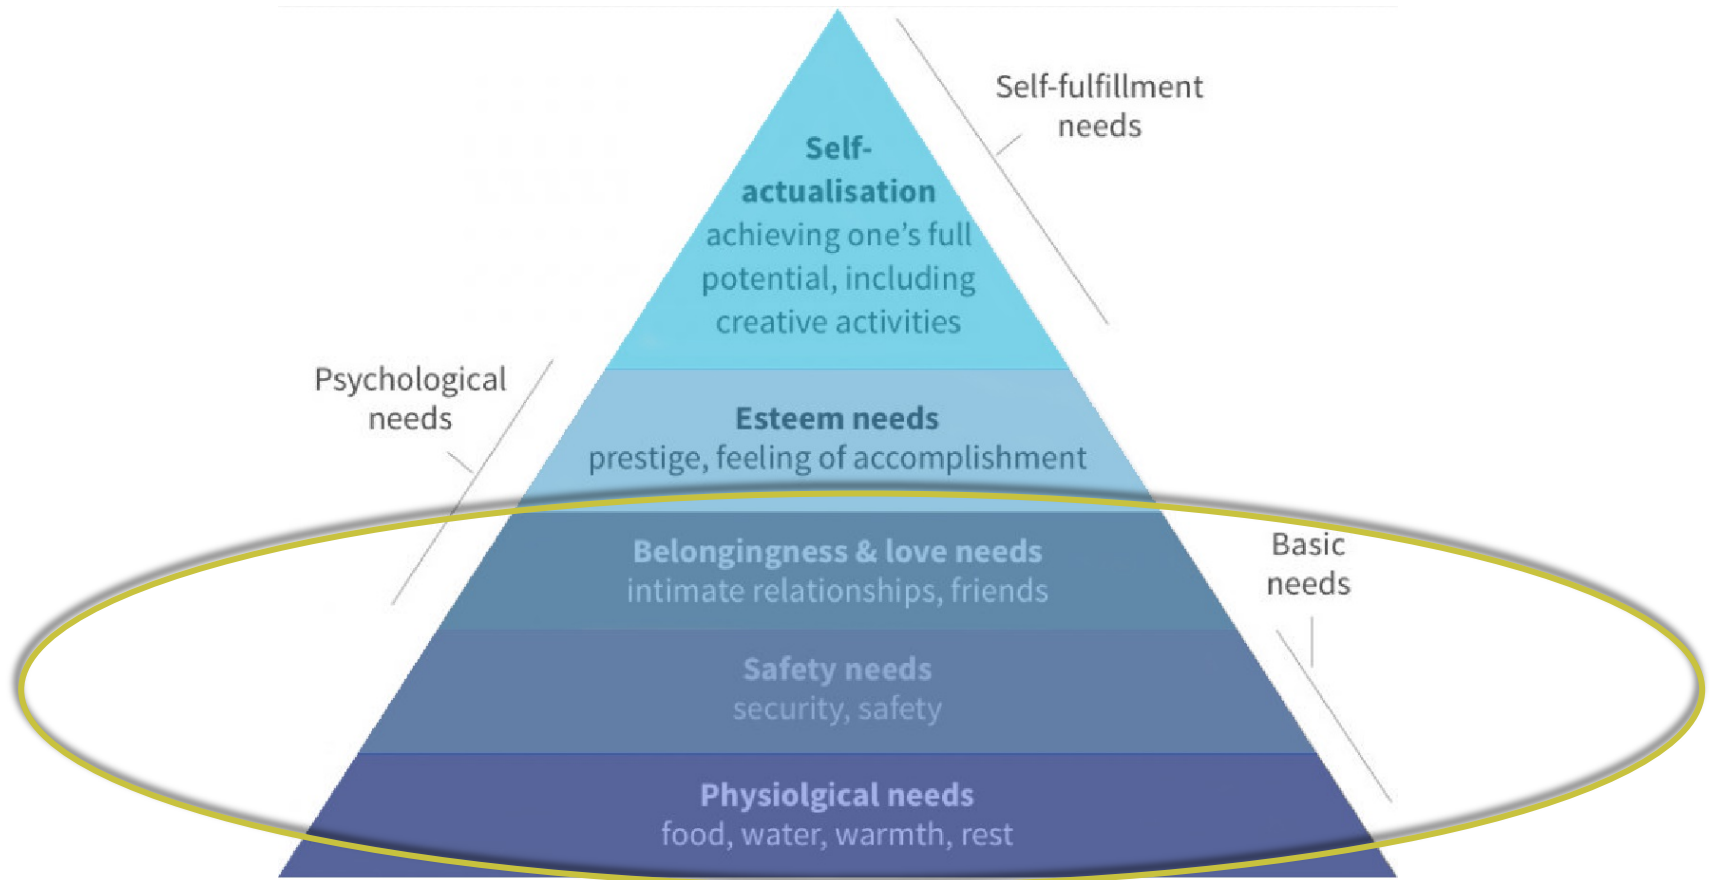 Self-fulfillment
needs
Self-
actualisation
achieving one’s full
potential, including
creative activities
Psychological
needs
Esteem needs
prestige, feeling of accomplishment
Belongingness & love needs
intimate relationships, friends
Basic
needs
Safety needs
security, safety
Physiolgical needs
food, water, warmth, rest